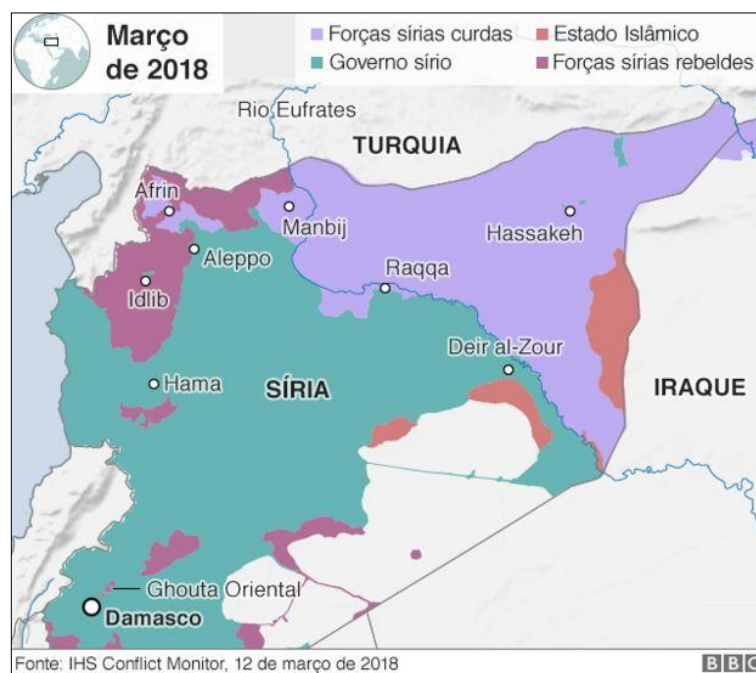 Março
de 2018
Forças sírias curdas
Estado Islâmico
Governo sírio
Forças sírias rebeldes
Rio Eufrates
TURQUIA
Afrin
Manbij
Hassakeh
Aleppo
Raqqa
Idlib
Deir al-Zour
Hama
SÍRIA
IRAQUE
Ghouta Oriental
Damasco
Fonte: IHS Conflict Monitor, 12 de março de 2018
BBC